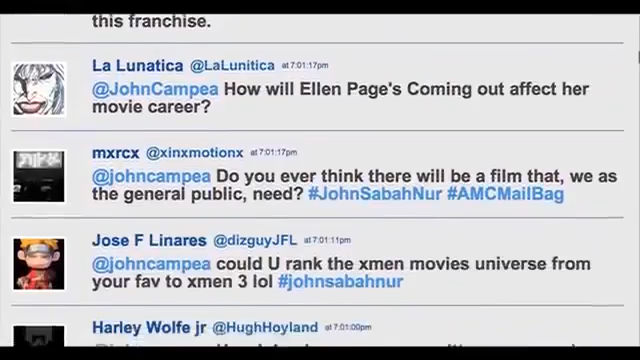 this franchise.
La Lunatica @LaLunitica at 7:01:17pm
@JohnCampea How will Ellen Page's Coming out affect her
movie career?
mxrcx @xinxmotionx at 7:01:17pm
@johncampea Do you ever think there will be a film that, we as
the general public, need? #JohnSabahNur #AMCMailBag
Jose F Linares @dizguyJFL at 7:01:11pm
@johncampea could U rank the xmen movies universe from
your fav to xmen 3 lol #johnsabahnur
Harley Wolfe jr @HughHoyland at 7:01:00pm